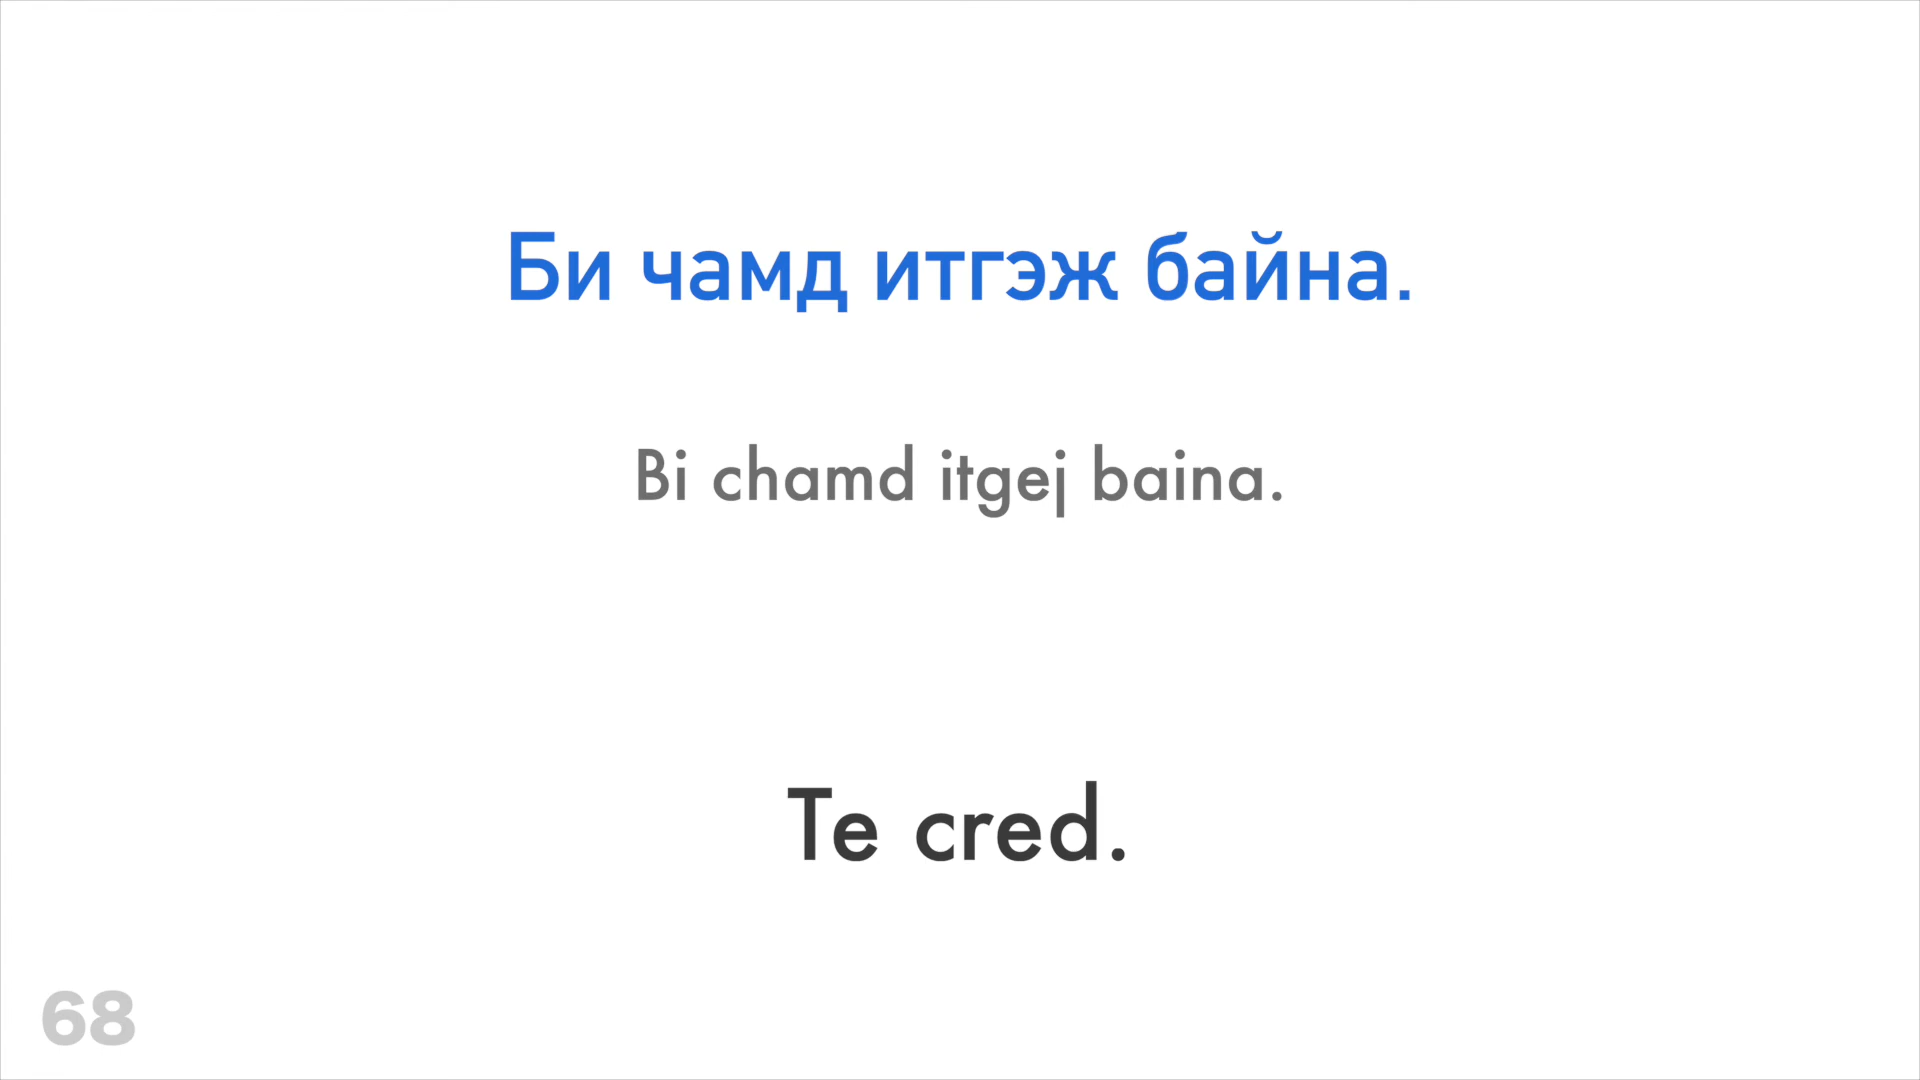 Би чамд итгэж байна.
Bi chamd itgej baina.
Te cred.
68